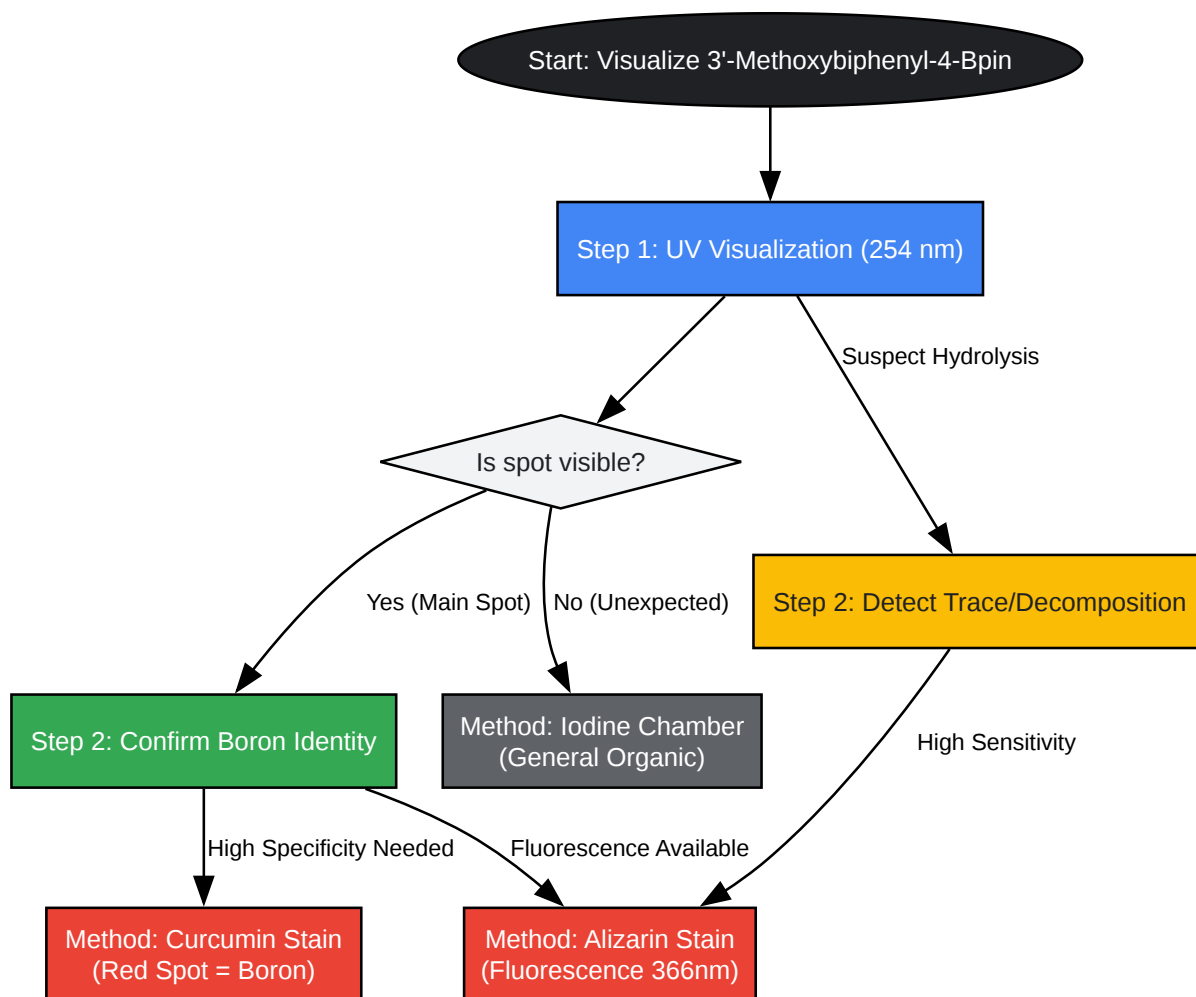 Start: Visualize 3'-Methoxybiphenyl-4-Bpin
Step 1: UV Visualization (254 nm)
Suspect Hydrolysis
Is spot visible?
Yes (Main Spot)
No (Unexpected)
Step 2: Detect Trace/Decomposition
Step 2: Confirm Boron Identity
Method: Iodine Chamber
(General Organic)
High Sensitivity
High Specificity Needed
Fluorescence Available
Method: Curcumin Stain
(Red Spot = Boron)
Method: Alizarin Stain
(Fluorescence 366nm)